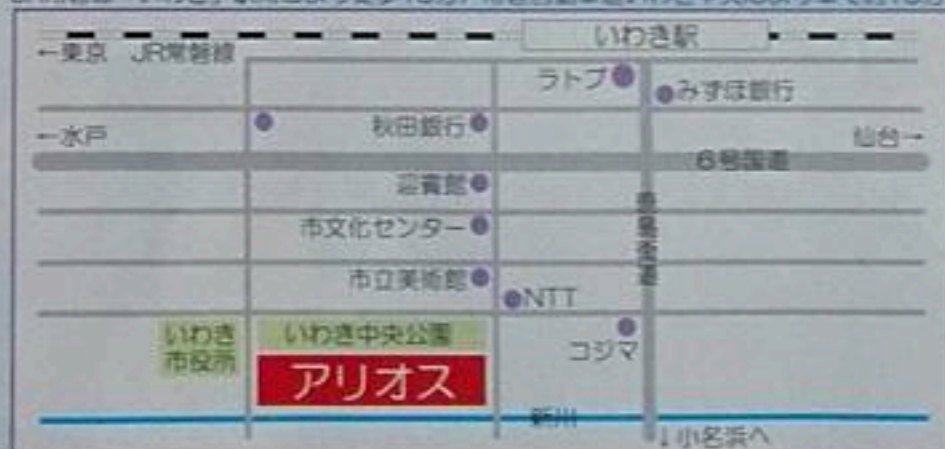 いわき駅
←東京 JR常磐線
ラトブ
みずほ銀行
←水戸
秋田銀行
仙台→
6号国道
市文化センター
市立美術館
NTT
いわき
市役所
いわき中央公園
コジマ
アリオス
新川
↓小名浜へ